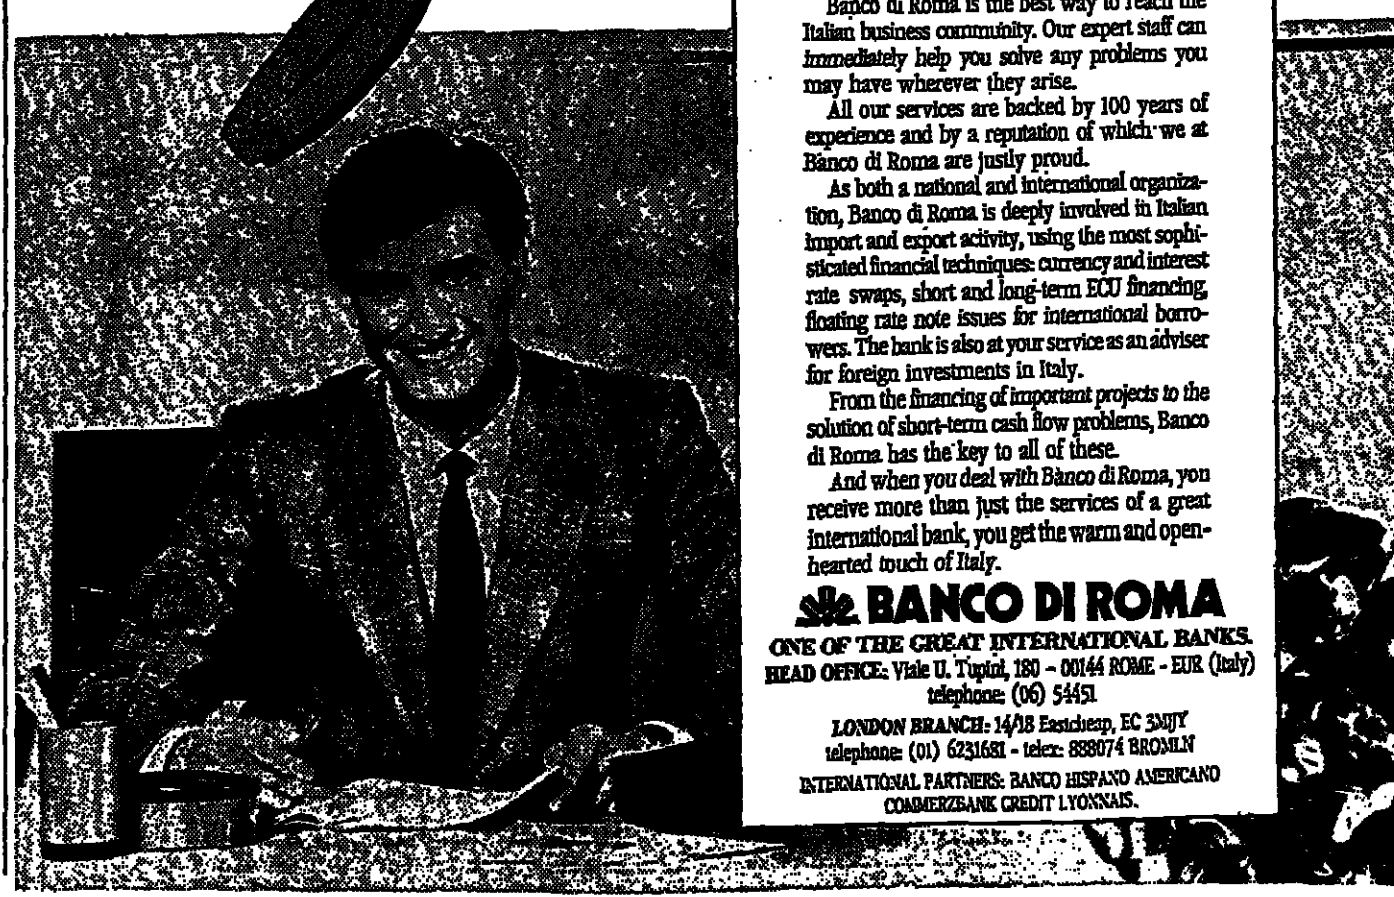 Banco di Roma is the best way to reach the
Italian business community. Our expert staff can
immediately help you solve any problems you
may have wherever they arise.
All our services are backed by 100 years of
experience and by a reputation of which we at
Banco di Roma are justly proud.
As both a national and international organiza-
tion, Banco di Roma is deeply involved in Italian
import and export activity, using the most sophi-
sticated financial techniques: currency and interest
rate swaps, short and long-term ECU financing,
floating rate note issues for international borro-
wers. The bank is also at your service as an adviser
for foreign investments in Italy.
From the financing of important projects to the
solution of short-term cash flow problems, Banco
di Roma has the key to all of these.
And when you deal with Banco di Roma, you
receive more than just the services of a great
international bank, you get the warm and open-
hearted touch of Italy.
BANCO DI ROMA
ONE OF THE GREAT INTERNATIONAL BANKS.
HEAD OFFICE: Viale U. Tupini, 180 - 00144 ROME - EUR (Italy)
telephone: (06) 54451
LONDON BRANCH: 14/18 Eastcheap, EC
telephone: (01) 6231681 - telex: 888074 BROMLN
INTERNATIONAL PARTNERS: BANCO HISPANO AMERICANO
COMMERZBANK CREDIT LYONNAIS.